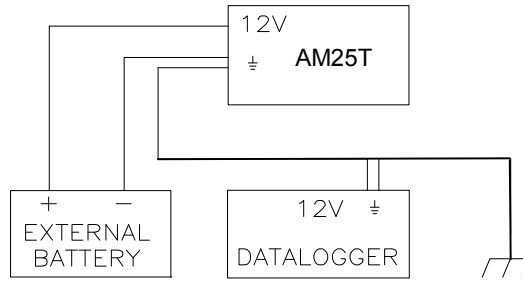 12V
AM25T
+ −
EXTERNAL
BATTERY
12V
DATALOGGER